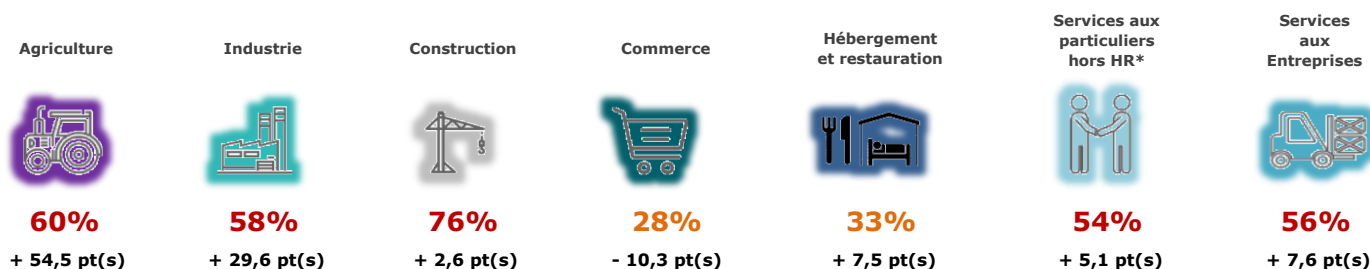 Agriculture
Industrie
Construction
Commerce
Hébergement
et restauration
Services aux
particuliers
hors HR*
Services
aux
Entreprises
60%
58%
76%
28%
33%
54%
56%
+ 54,5 pt(s)
+ 29,6 pt(s)
+ 2,6 pt(s)
- 10,3 pt(s)
+ 7,5 pt(s)
+ 5,1 pt(s)
+ 7,6 pt(s)